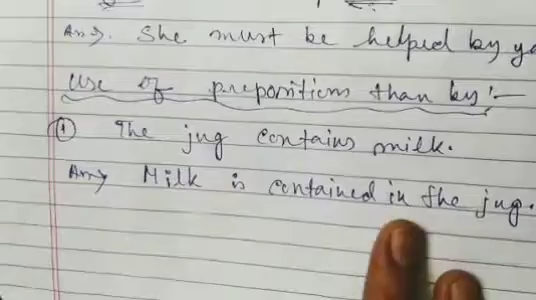 Ans. She must be helped by
use of prepositions than by :-
① The jug contains milk.
Ans Milk is contained in the jug.